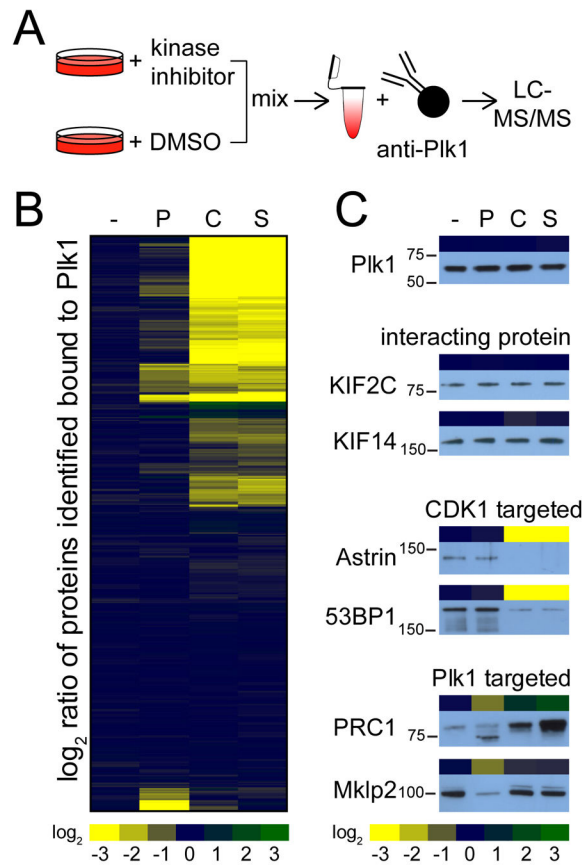 A
+ kinase
inhibitor
+ DMSO
mix
+
anti-Plk1
LC-
MS/MS
B
- P C S
log2 ratio of proteins identified bound to Plk1
log2
-3 -2 -1 0 1 2 3
C
- P C S
Plk1
75
50
interacting protein
KIF2C
75
KIF14
150
CDK1 targeted
Astrin
150
53BP1
150
Plk1 targeted
PRC1
75
Mklp2
100
log2
-3 -2 -1 0 1 2 3